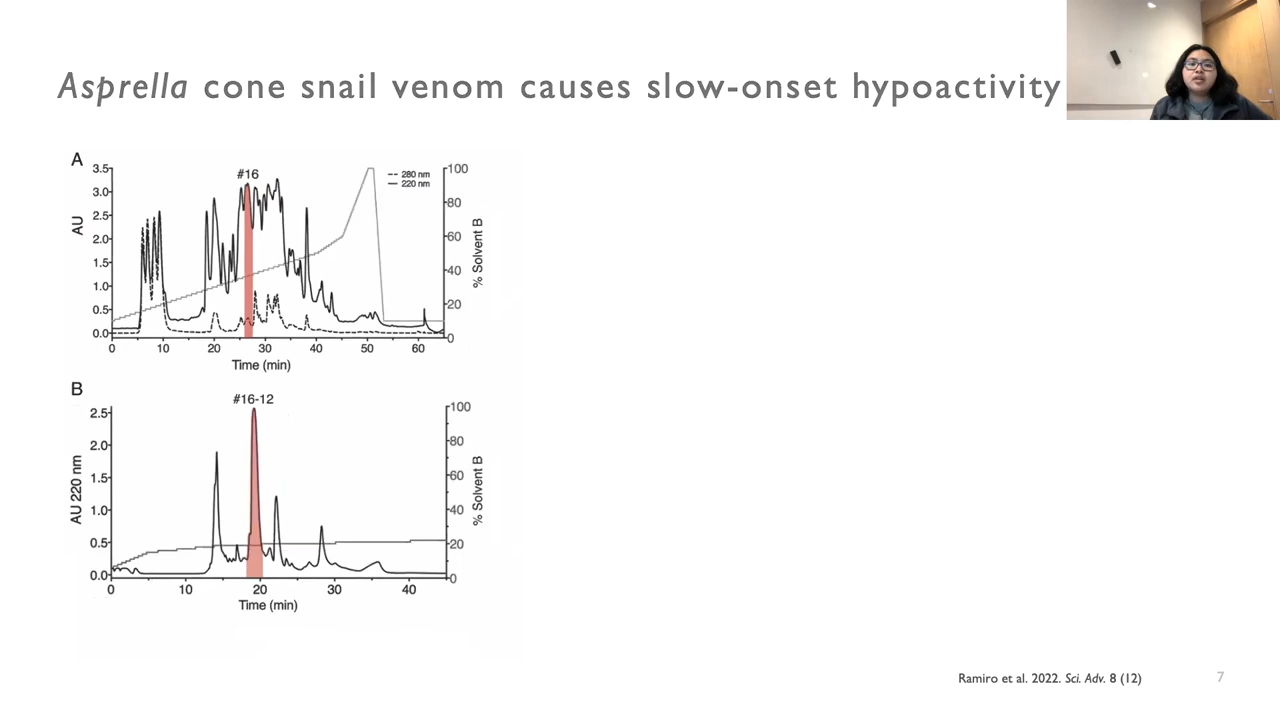 Asprella cone snail venom causes slow-onset hypoactivity
A
#16
280 nm
220 nm
3.5
3.0
2.5
2.0
1.5
1.0
0.5
0.0
AU
100
80
60
40
20
0
% Solvent B
0 10 20 30 40 50 60
Time (min)
B
#16-12
2.5
2.0
1.5
1.0
0.5
0.0
AU 220 nm
100
80
60
40
20
0
% Solvent B
0 10 20 30 40
Time (min)
Ramiro et al. 2022. Sci. Adv. 8 (12)
7